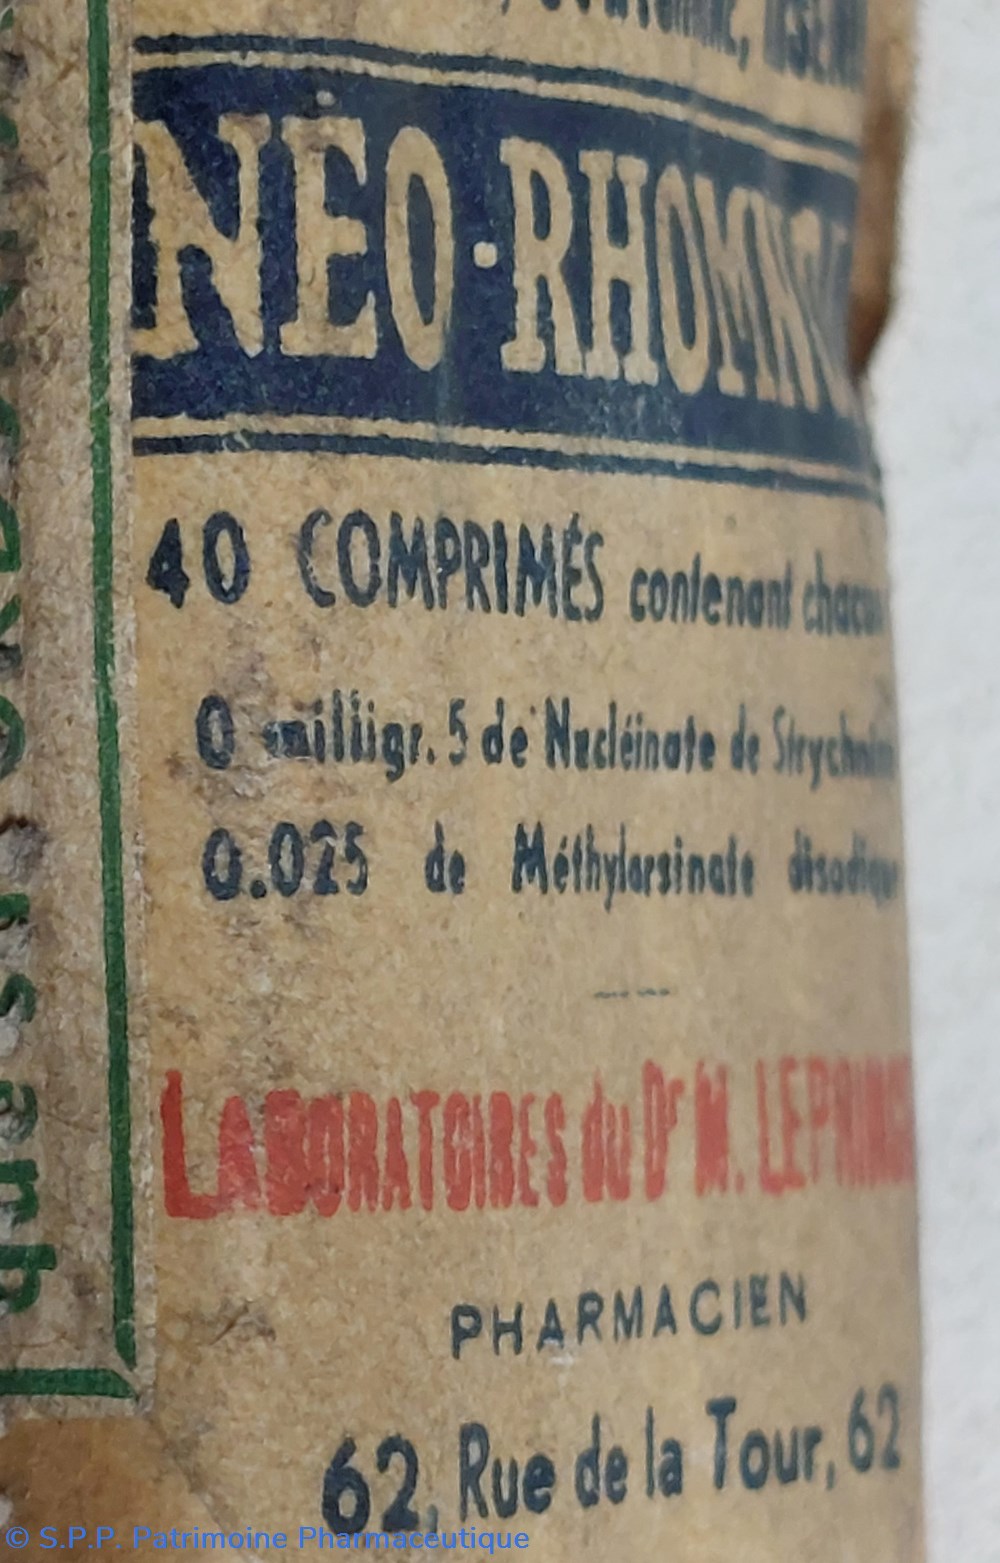 NÉO-RHOMNOL
40 COMPRIMÉS contenant chacun
0 milligr. 5 de Nucléinate de Strychnine
0.025 de Méthylarsinate disodique
LABORATOIRES du Dr M. LEPRINCE
PHARMACIEN
62, Rue de la Tour, 62
© S.P.P. Patrimoine Pharmaceutique